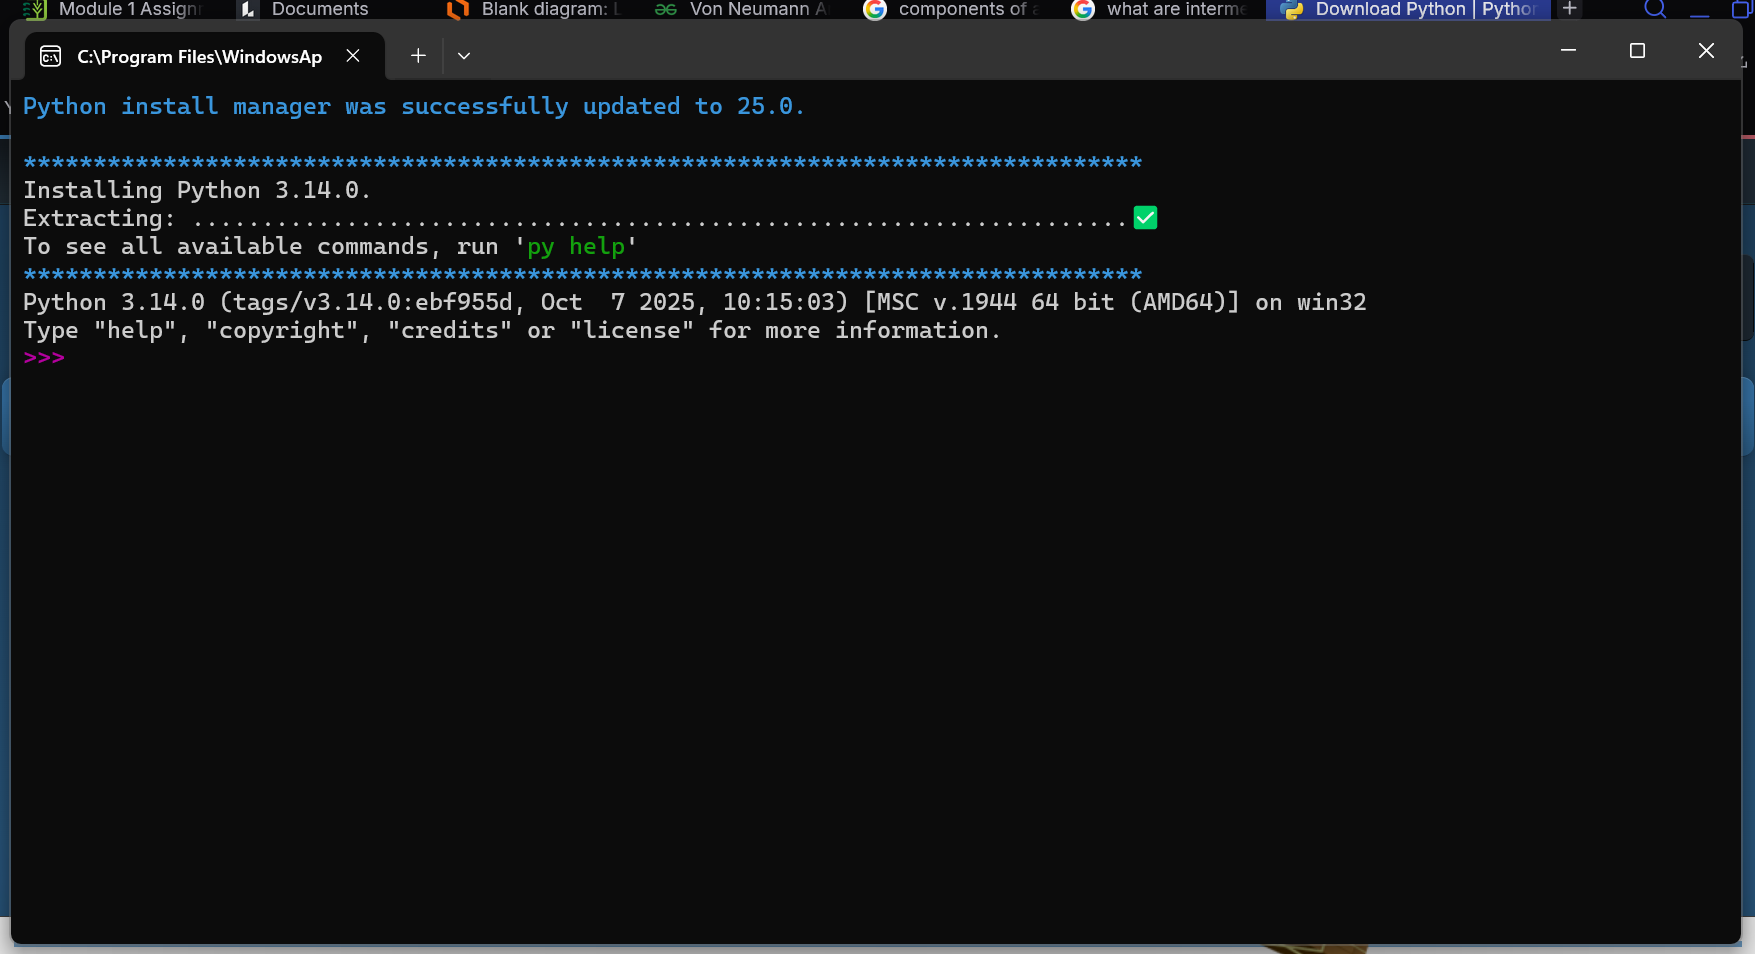 Module 1 Assign
Documents
Blank diagram:
Von Neumann A
components of a
what are interme
Download Python | Pytho
C:\Program Files\WindowsAp
Python install manager was successfully updated to 25.0.
********************************************************************************
Installing Python 3.14.0.
Extracting: ...................................................................✅
To see all available commands, run 'py help'
********************************************************************************
Python 3.14.0 (tags/v3.14.0:ebf955d, Oct  7 2025, 10:15:03) [MSC v.1944 64 bit (AMD64)] on win32
Type "help", "copyright", "credits" or "license" for more information.
>>>